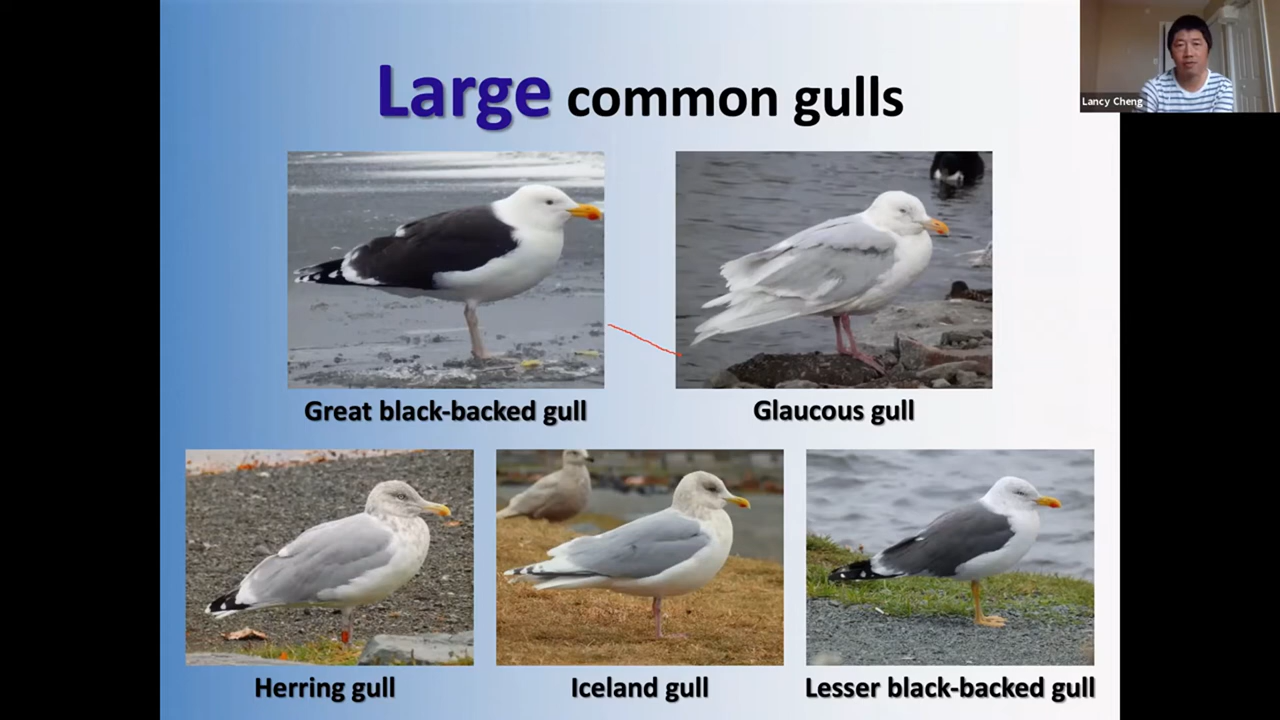 Large common gulls
Lancy Cheng
Great black-backed gull
Glaucous gull
Herring gull
Iceland gull
Lesser black-backed gull